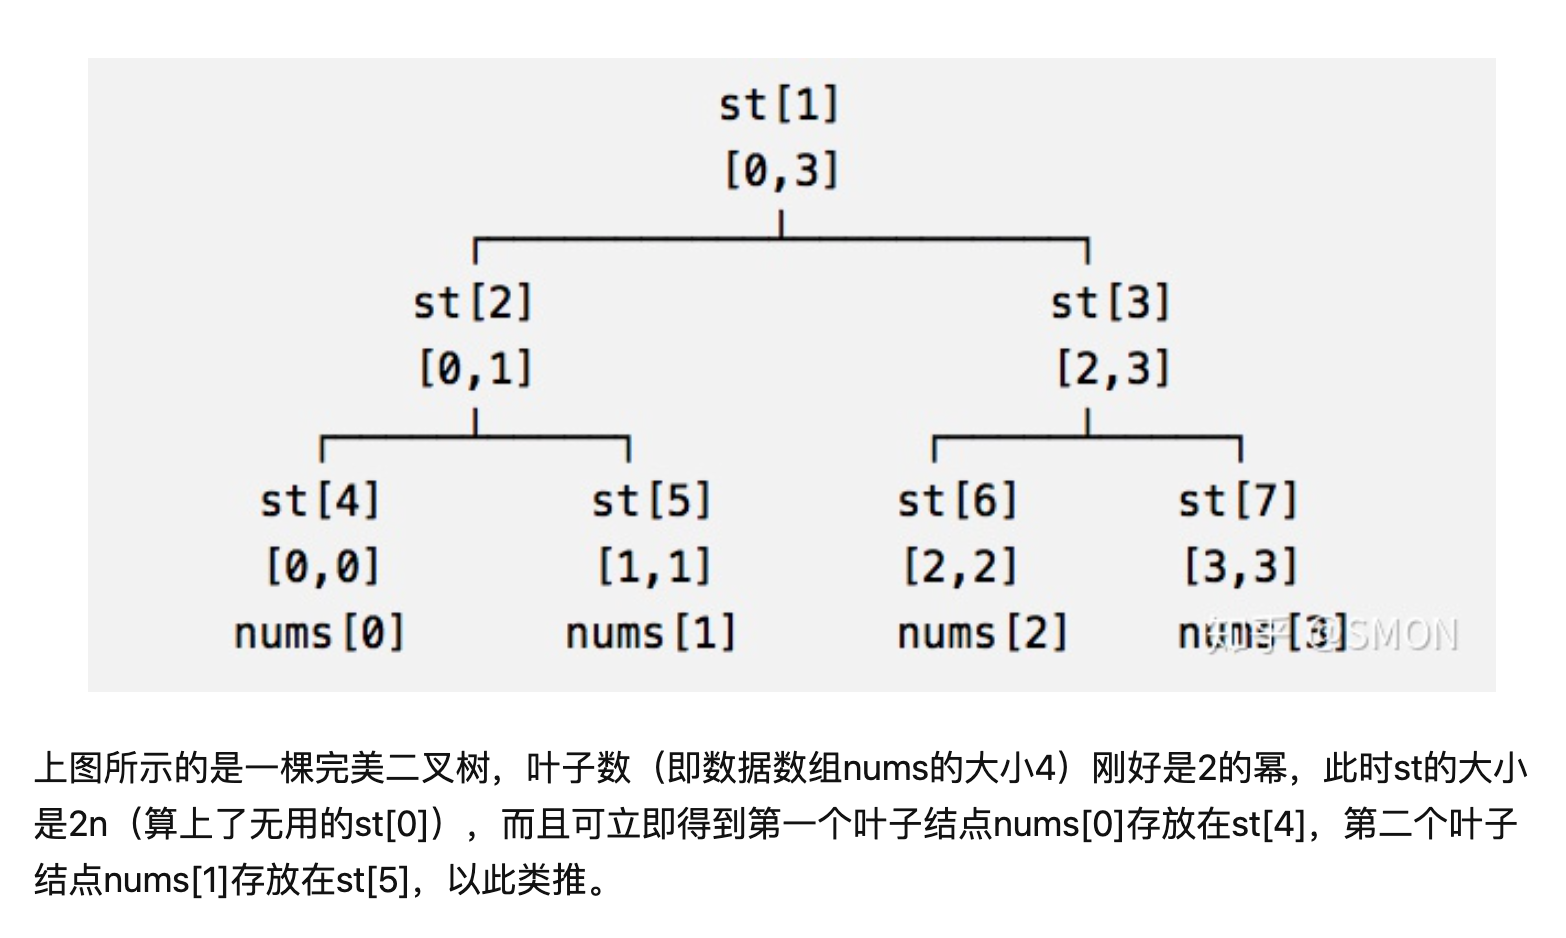 st[1]
[0,3]
st[2] st[3]
[0,1] [2,3]
st[4] st[5] st[6] st[7]
[0,0] [1,1] [2,2] [3,3]
nums[0] nums[1] nums[2] nums[3]
知乎 @SMON
上图所示的是一棵完美二叉树，叶子数（即数据数组nums的大小4）刚好是2的幂，此时st的大小
是2n（算上了无用的st[0]），而且可立即得到第一个叶子结点nums[0]存放在st[4]，第二个叶子
结点nums[1]存放在st[5]，以此类推。